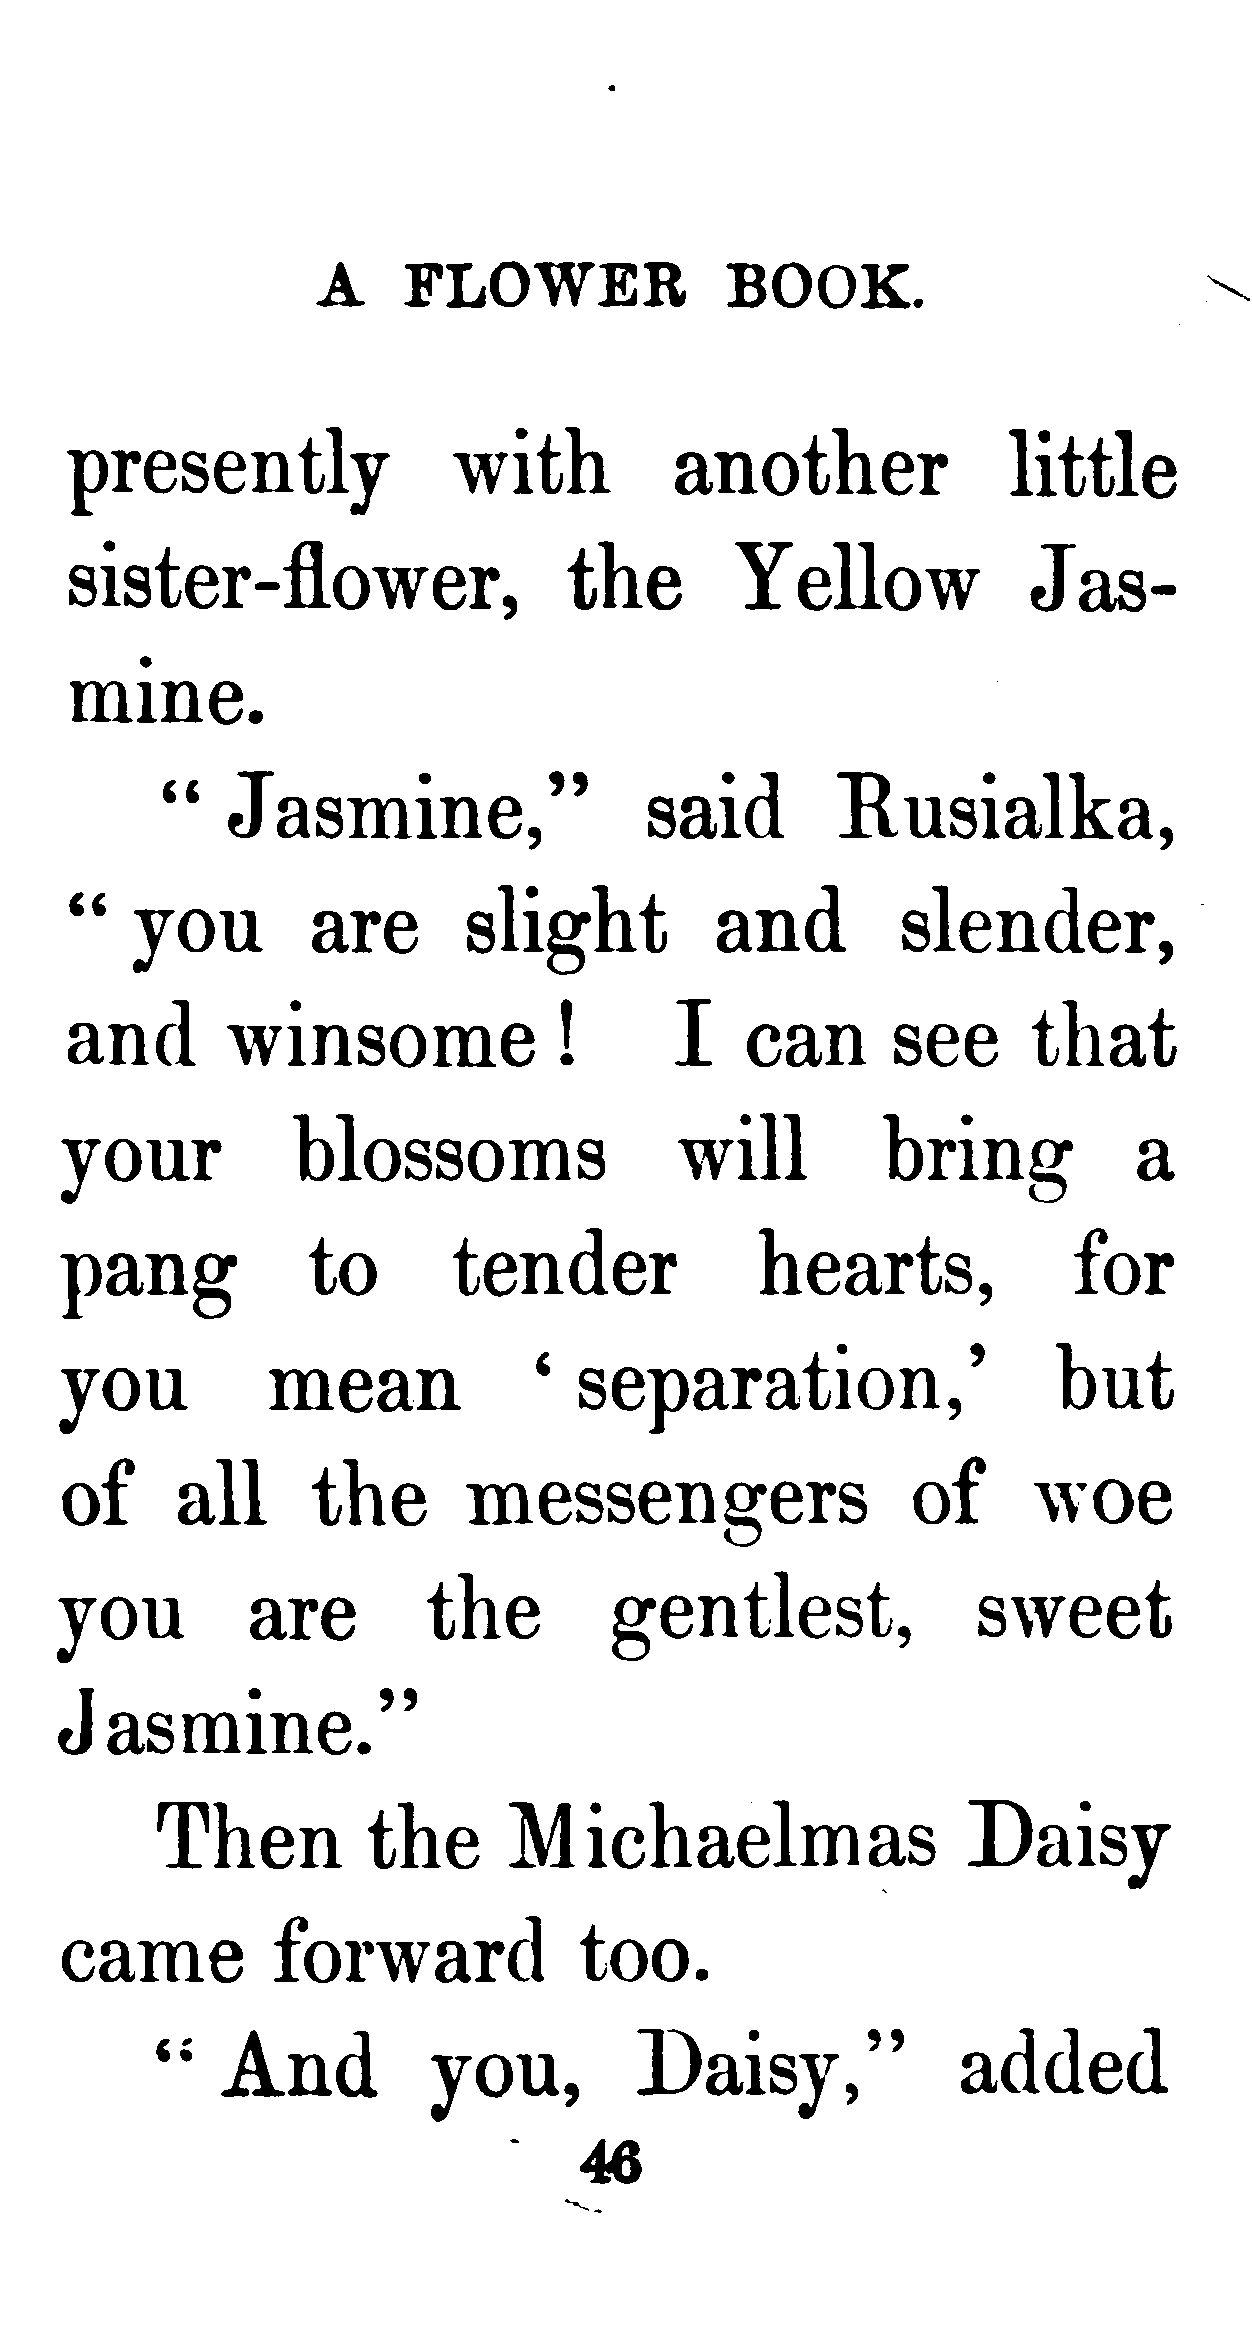 A FLOWER BOOK.
presently with another little
sister-flower, the Yellow Jas-
mine.
“ Jasmine,” said Rusialka,
“ you are slight and slender,
and winsome ! I can see that
your blossoms will bring a
pang to tender hearts, for
you mean ‘ separation,’ but
of all the messengers of woe
you are the gentlest, sweet
Jasmine.”
Then the Michaelmas Daisy
came forward too.
“ And you, Daisy,” added
46